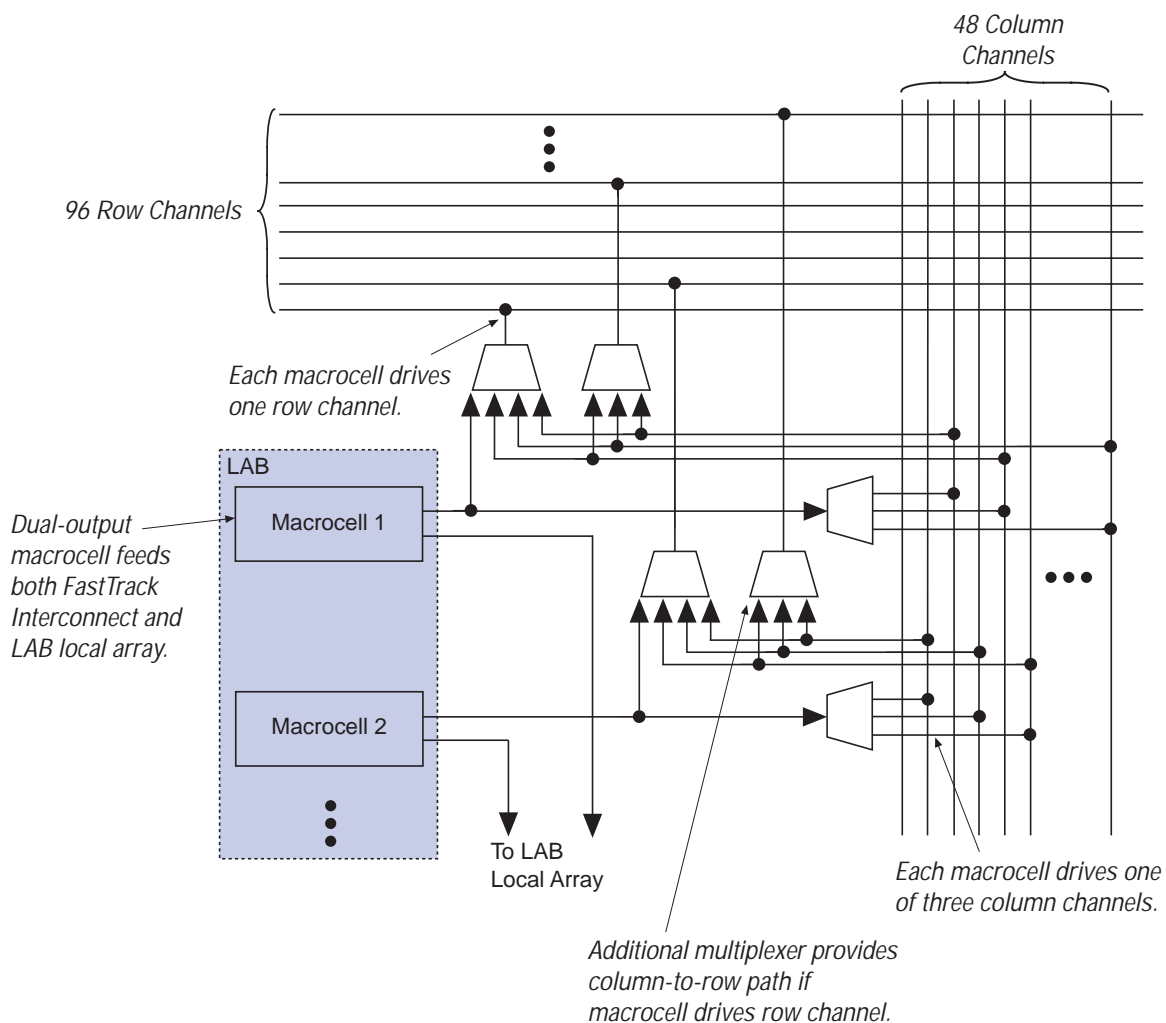 48 Column
Channels
96 Row Channels
Each macrocell drives
one row channel.
LAB
Macrocell 1
Dual-output
macrocell feeds
both FastTrack
Interconnect and
LAB local array.
Macrocell 2
To LAB
Local Array
Each macrocell drives one
of three column channels.
Additional multiplexer provides
column-to-row path if
macrocell drives row channel.